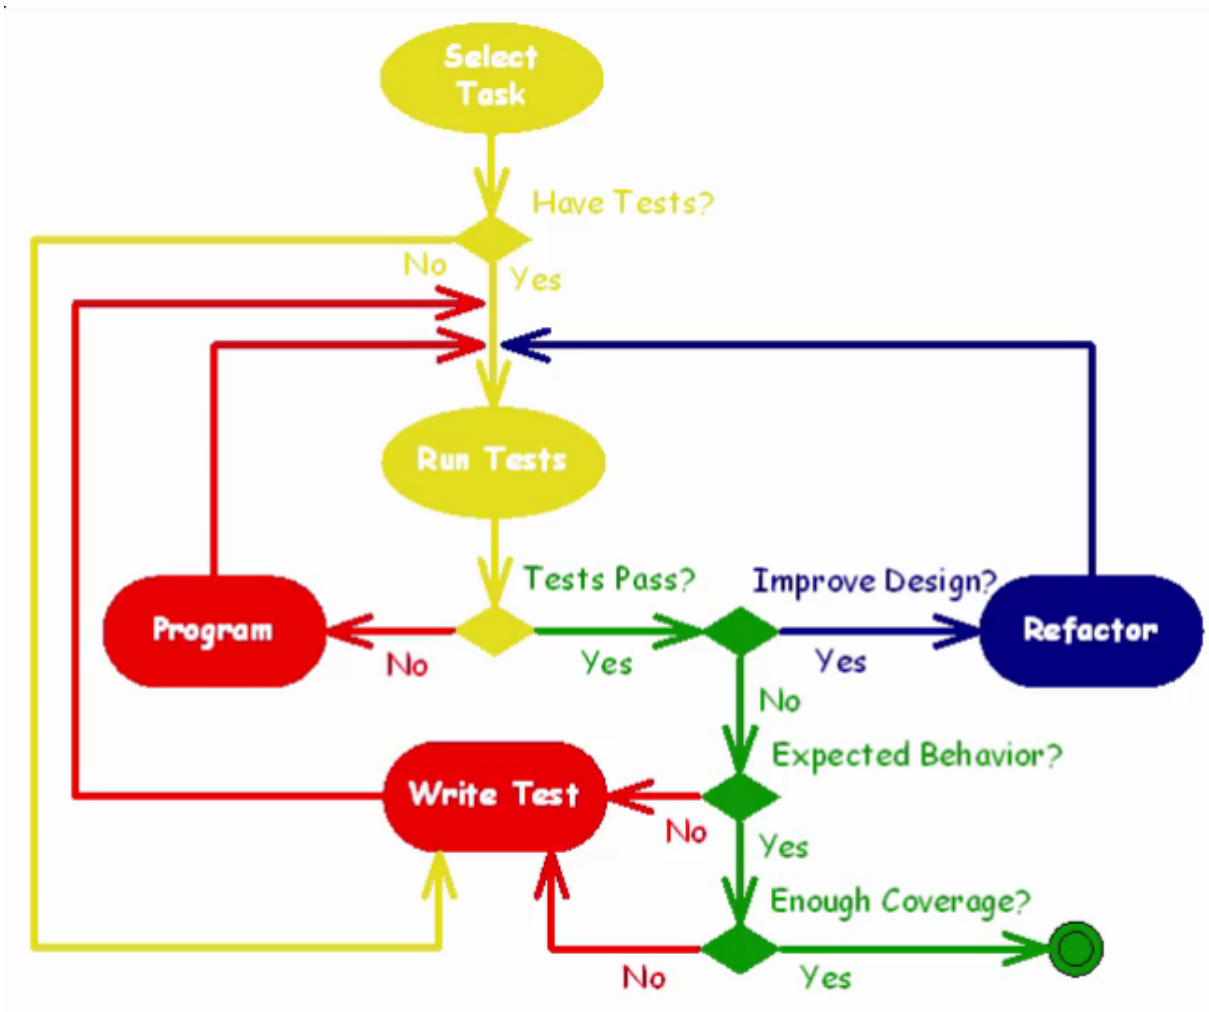 Select
Task
Have Tests?
No
Yes
Run Tests
Tests Pass?
Improve Design?
Program
Refactor
No
Yes
Yes
No
Expected Behavior?
Write Test
No
Yes
Enough Coverage?
No
Yes